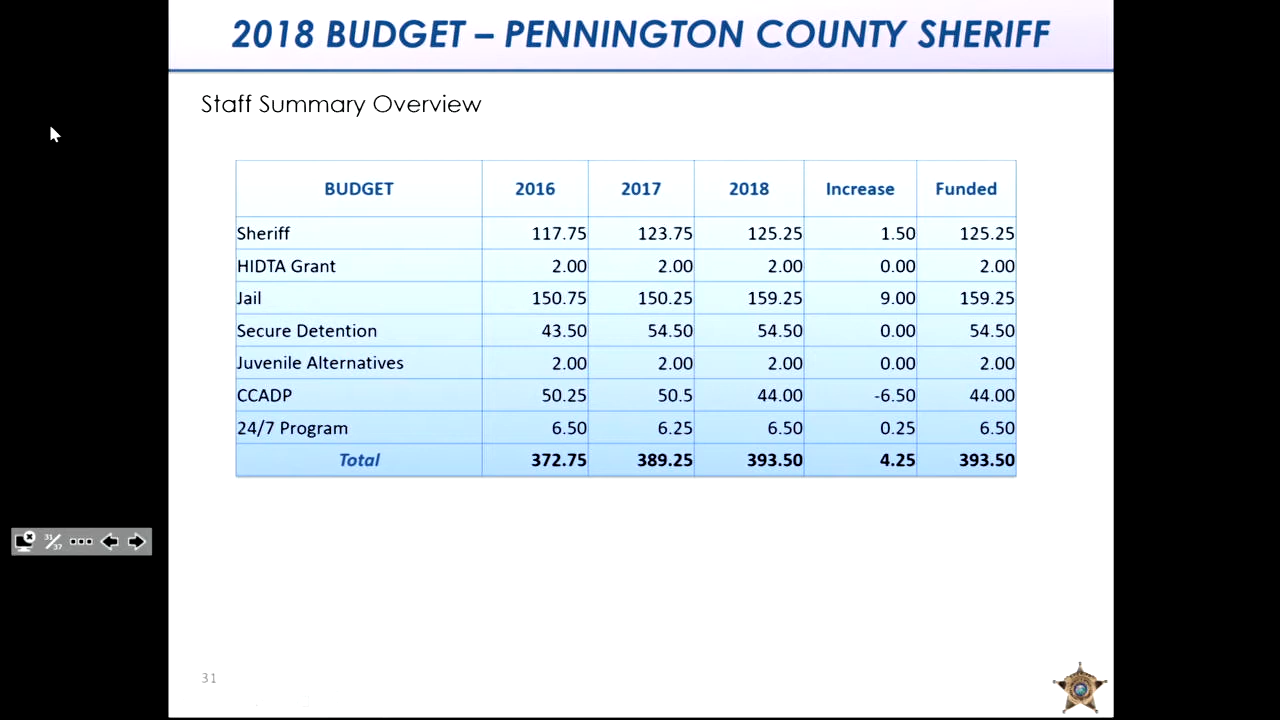 2018 BUDGET – PENNINGTON COUNTY SHERIFF
Staff Summary Overview
BUDGET 2016 2017 2018 Increase Funded
Sheriff 117.75 123.75 125.25 1.50 125.25
HIDTA Grant 2.00 2.00 2.00 0.00 2.00
Jail 150.75 150.25 159.25 9.00 159.25
Secure Detention 43.50 54.50 54.50 0.00 54.50
Juvenile Alternatives 2.00 2.00 2.00 0.00 2.00
CCADP 50.25 50.5 44.00 -6.50 44.00
24/7 Program 6.50 6.25 6.50 0.25 6.50
Total 372.75 389.25 393.50 4.25 393.50
31/37
31